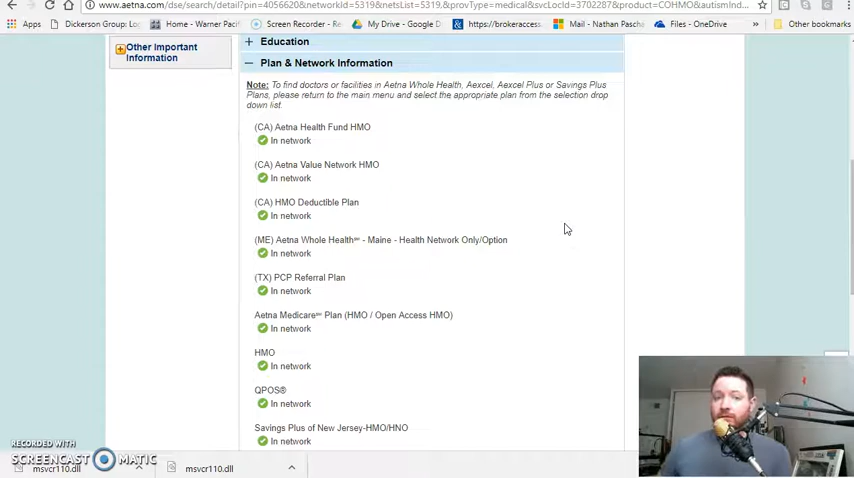 www.aetna.com/dse/search/detail?pin=4056620&networkId=5319&netsList=5319,&provType=medical&svcLocId=3702287&product=COHMO&autismInd
Apps
Dickerson Group: Log
Home - Warner Pacif
Screen Recorder - R
My Drive - Google D
https://brokeraccess.
Mail - Nathan Pascha
Files - OneDrive
Other bookmarks
Other Important
Information
Education
Plan & Network Information
Note: To find doctors or facilities in Aetna Whole Health, Aexcel, Aexcel Plus or Savings Plus
Plans, please return to the main menu and select the appropriate plan from the selection drop
down list.
(CA) Aetna Health Fund HMO
In network
(CA) Aetna Value Network HMO
In network
(CA) HMO Deductible Plan
In network
(ME) Aetna Whole Health℠ - Maine - Health Network Only/Option
In network
(TX) PCP Referral Plan
In network
Aetna Medicare℠ Plan (HMO / Open Access HMO)
In network
HMO
In network
QPOS®
In network
Savings Plus of New Jersey-HMO/HNO
In network
RECORDED WITH
SCREENCAST MATIC
msvcr110.dll
msvcr110.dll